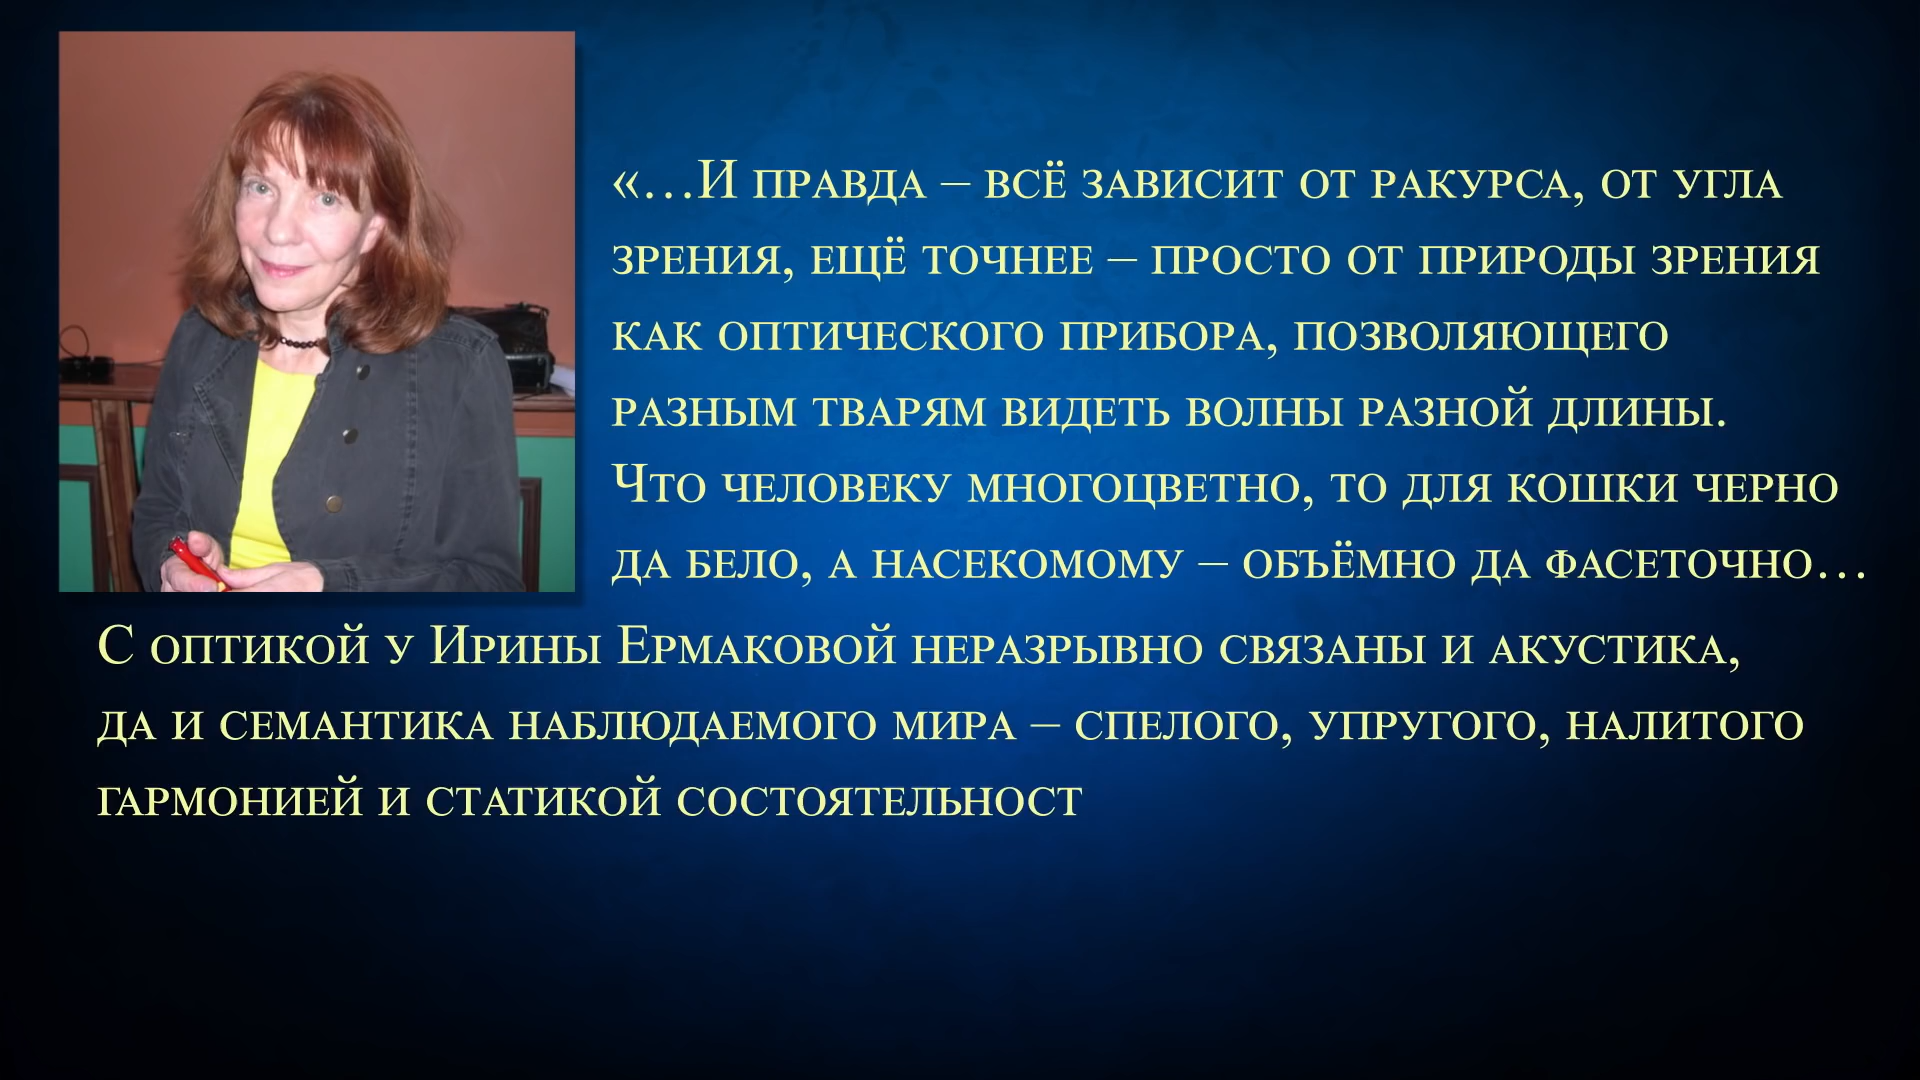 «…И правда – всё зависит от ракурса, от угла
зрения, ещё точнее – просто от природы зрения
как оптического прибора, позволяющего
разным тварям видеть волны разной длины.
Что человеку многоцветно, то для кошки черно
да бело, а насекомому – объёмно да фасеточно…
С оптикой у Ирины Ермаковой неразрывно связаны и акустика,
да и семантика наблюдаемого мира – спелого, упругого, налитого
гармонией и статикой состоятельност